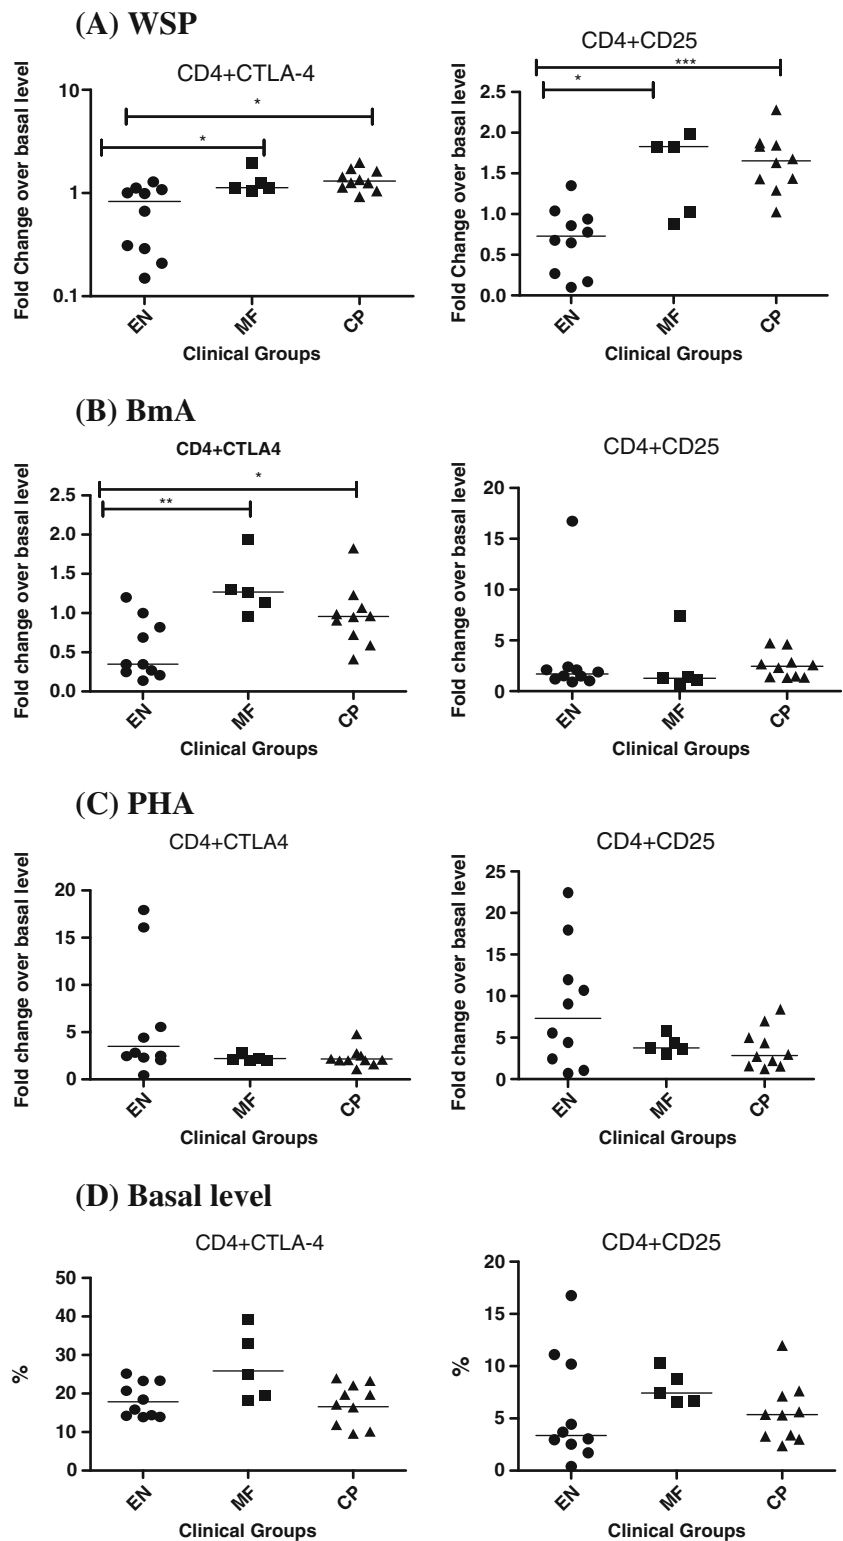 (A) WSP
CD4+CTLA-4
Fold Change over basal level
10
1
0.1
*
*
EN
MF
CP
Clinical Groups
CD4+CD25
Fold Change over basal level
2.5
2.0
1.5
1.0
0.5
0.0
***
*
EN
MF
CP
Clinical Groups
(B) BmA
CD4+CTLA4
Fold change over basal level
2.5
2.0
1.5
1.0
0.5
0.0
*
**
EN
MF
CP
Clinical Groups
CD4+CD25
Fold change over basal level
20
15
10
5
0
EN
MF
CP
Clinical Groups
(C) PHA
CD4+CTLA4
Fold change over basal level
20
15
10
5
0
EN
MF
CP
Clinical Groups
CD4+CD25
Fold change over basal level
25
20
15
10
5
0
EN
MF
CP
Clinical Groups
(D) Basal level
CD4+CTLA-4
%
50
40
30
20
10
0
EN
MF
CP
Clinical Groups
CD4+CD25
%
20
15
10
5
0
EN
MF
CP
Clinical Groups